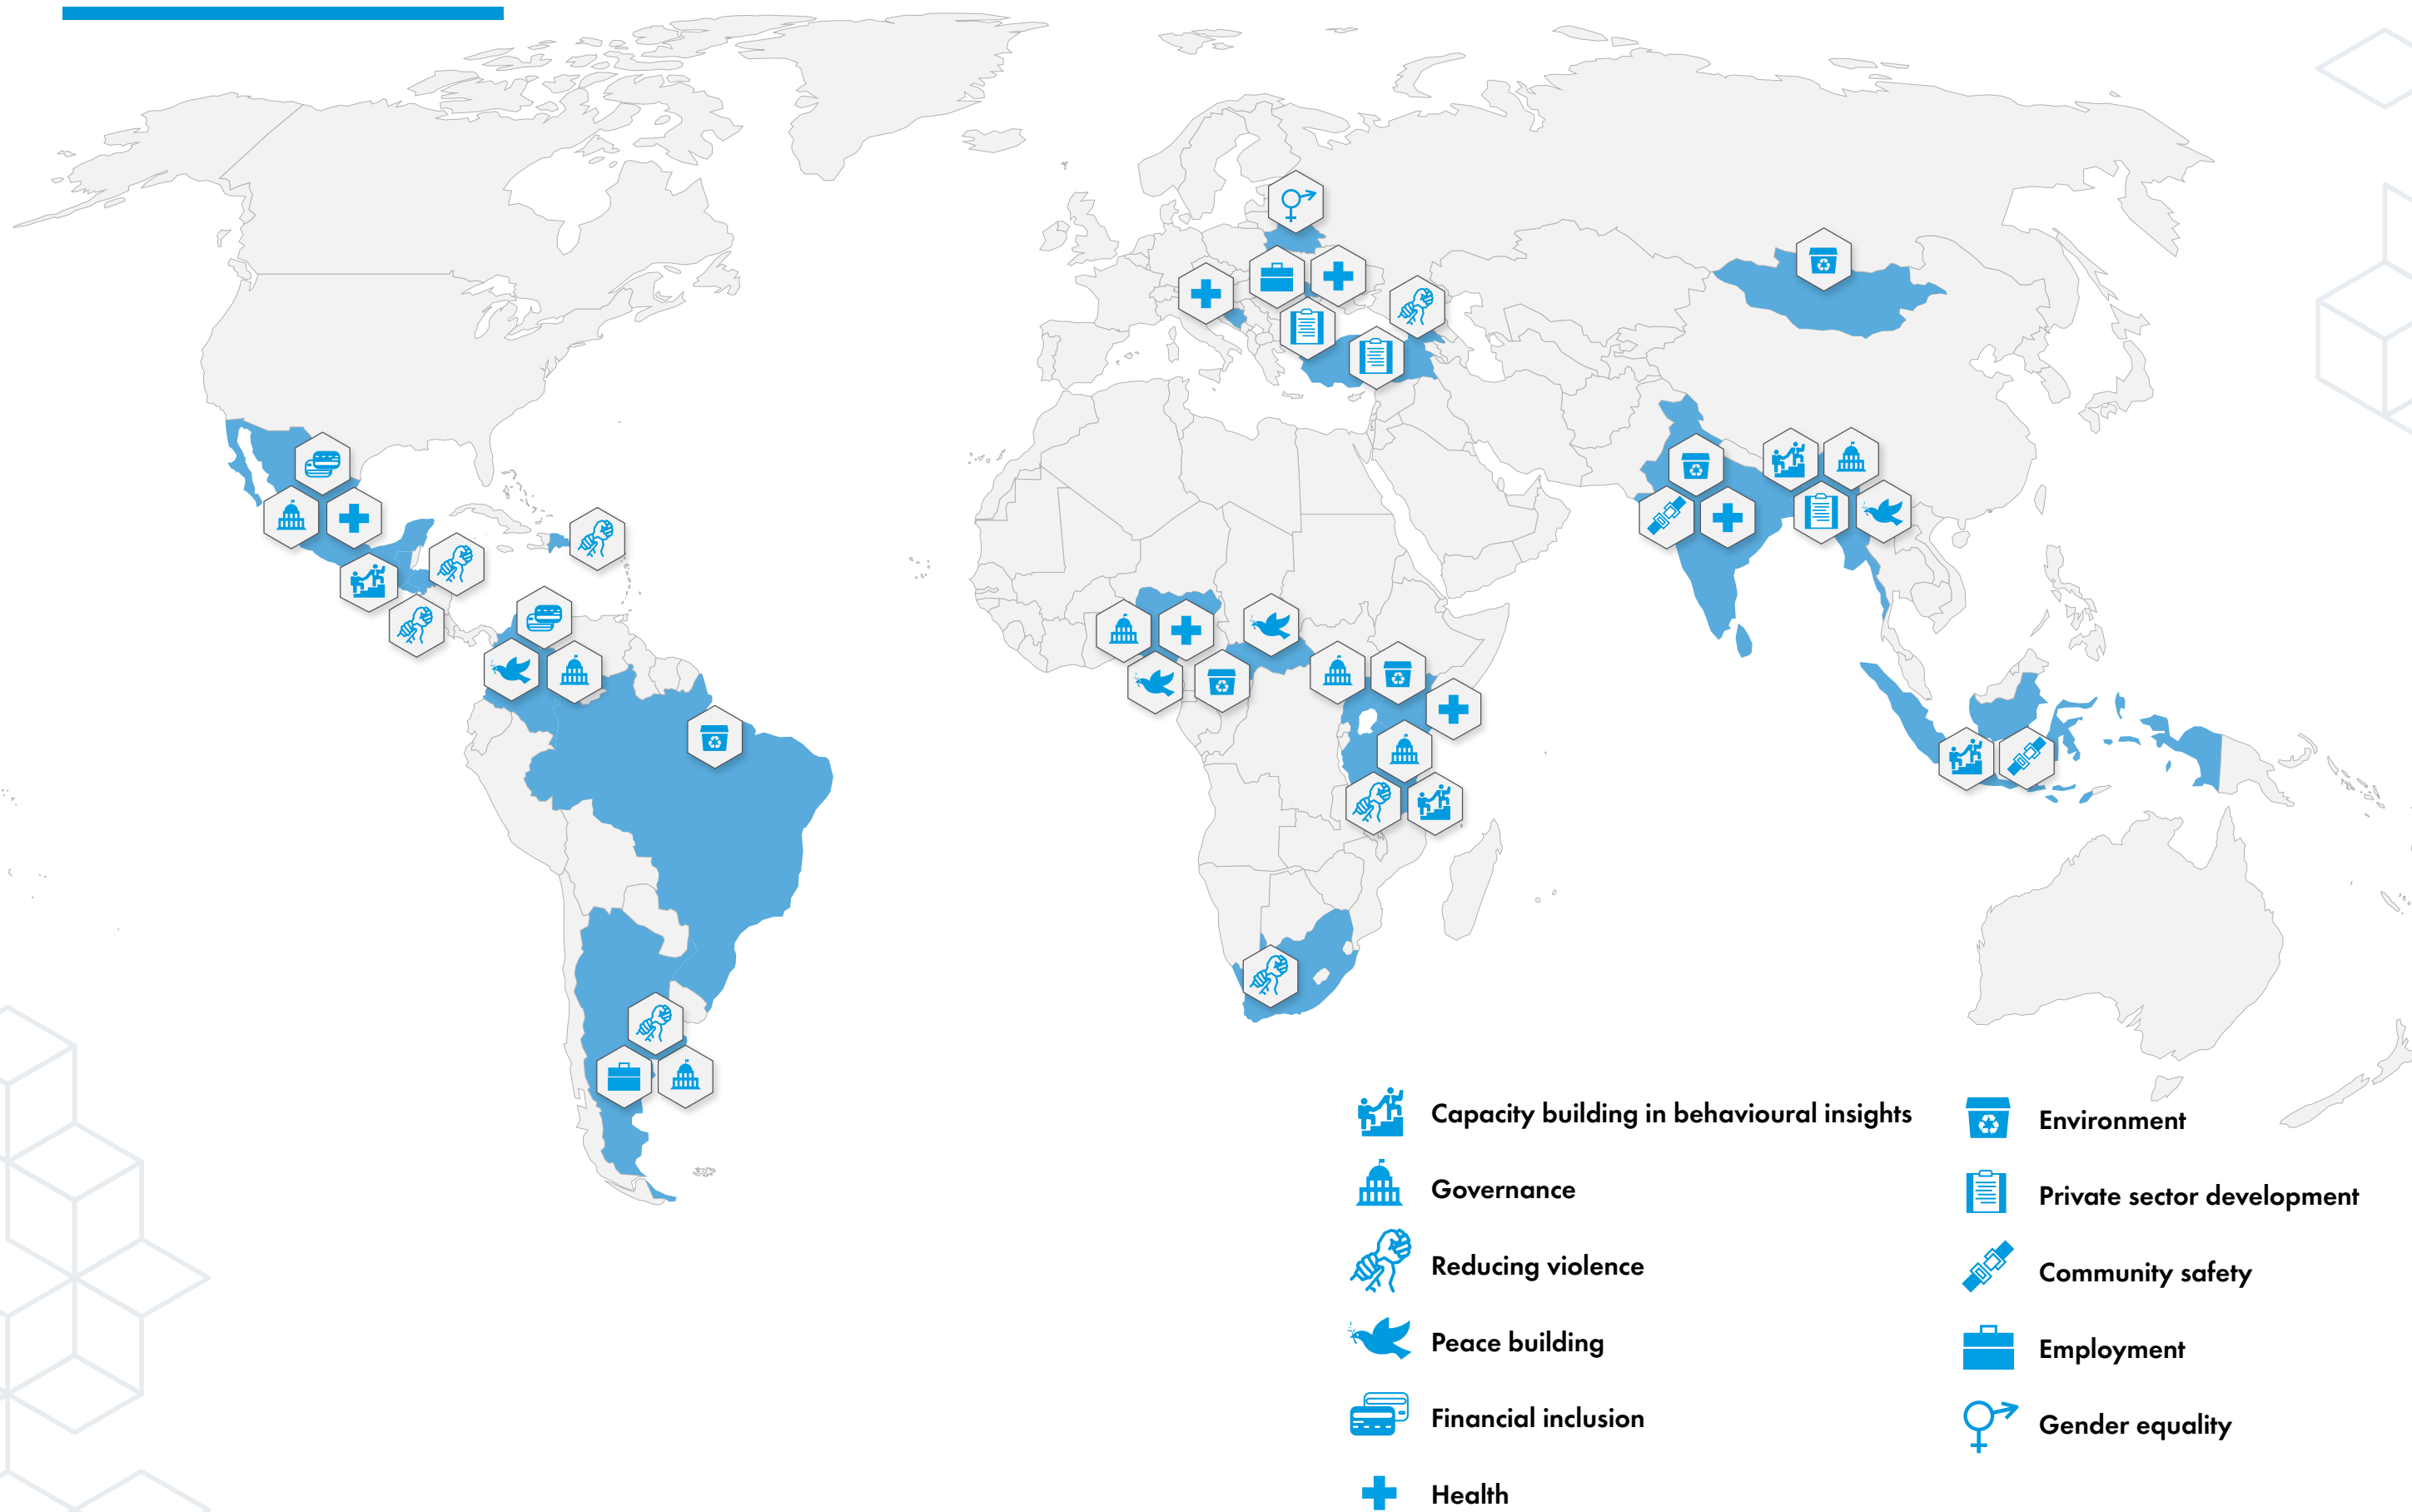 Capacity building in behavioural insights
Governance
Reducing violence
Peace building
Financial inclusion
Health
Environment
Private sector development
Community safety
Employment
Gender equality